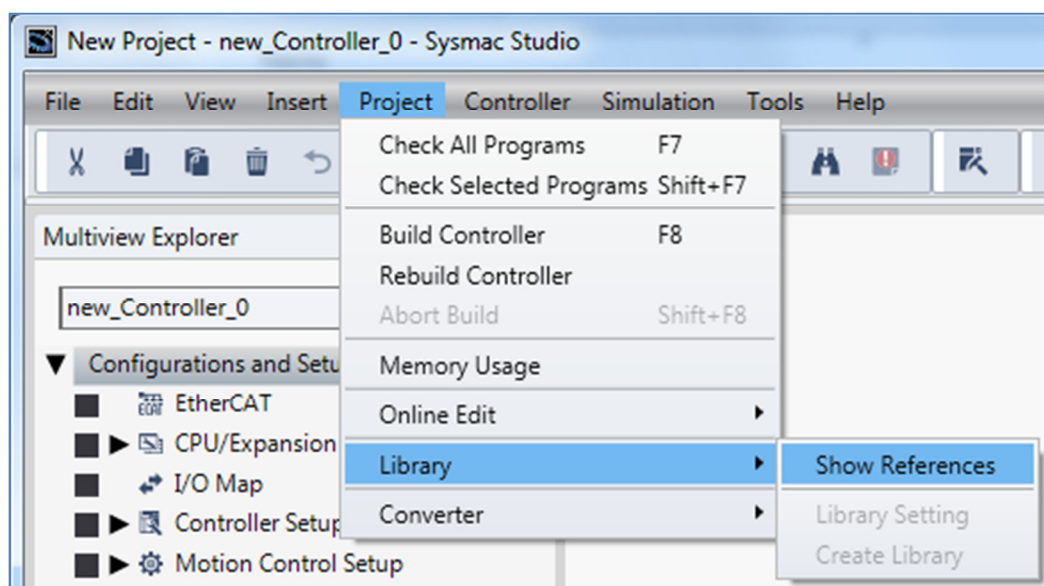 New Project - new_Controller_0 - Sysmac Studio
File Edit View Insert Project Controller Simulation Tools Help
Check All Programs F7
Check Selected Programs Shift+F7
Build Controller F8
Rebuild Controller
Abort Build Shift+F8
Memory Usage
Online Edit
Library
Converter
Show References
Library Setting
Create Library
Multiview Explorer
new_Controller_0
Configurations and Setu
ECAT EtherCAT
CPU/Expansion
I/O Map
Controller Setup
Motion Control Setup